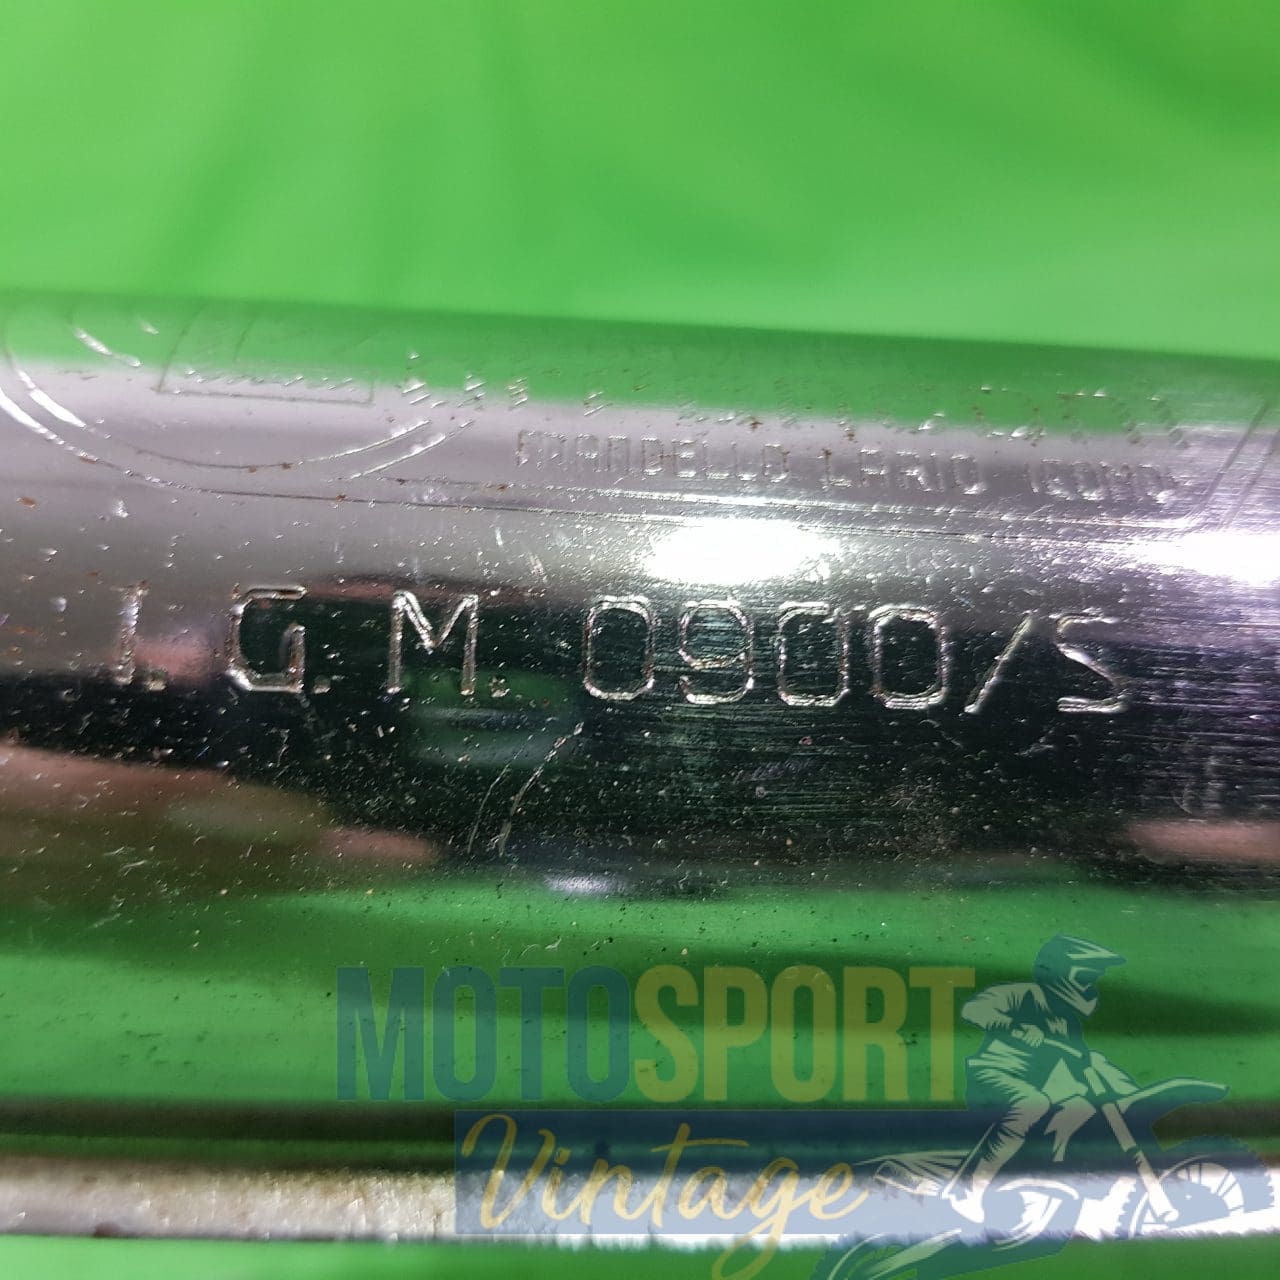 MANDELLO LARIO (COMO)
I.G.M. 0900/S
MOTOSPORT
Vintage